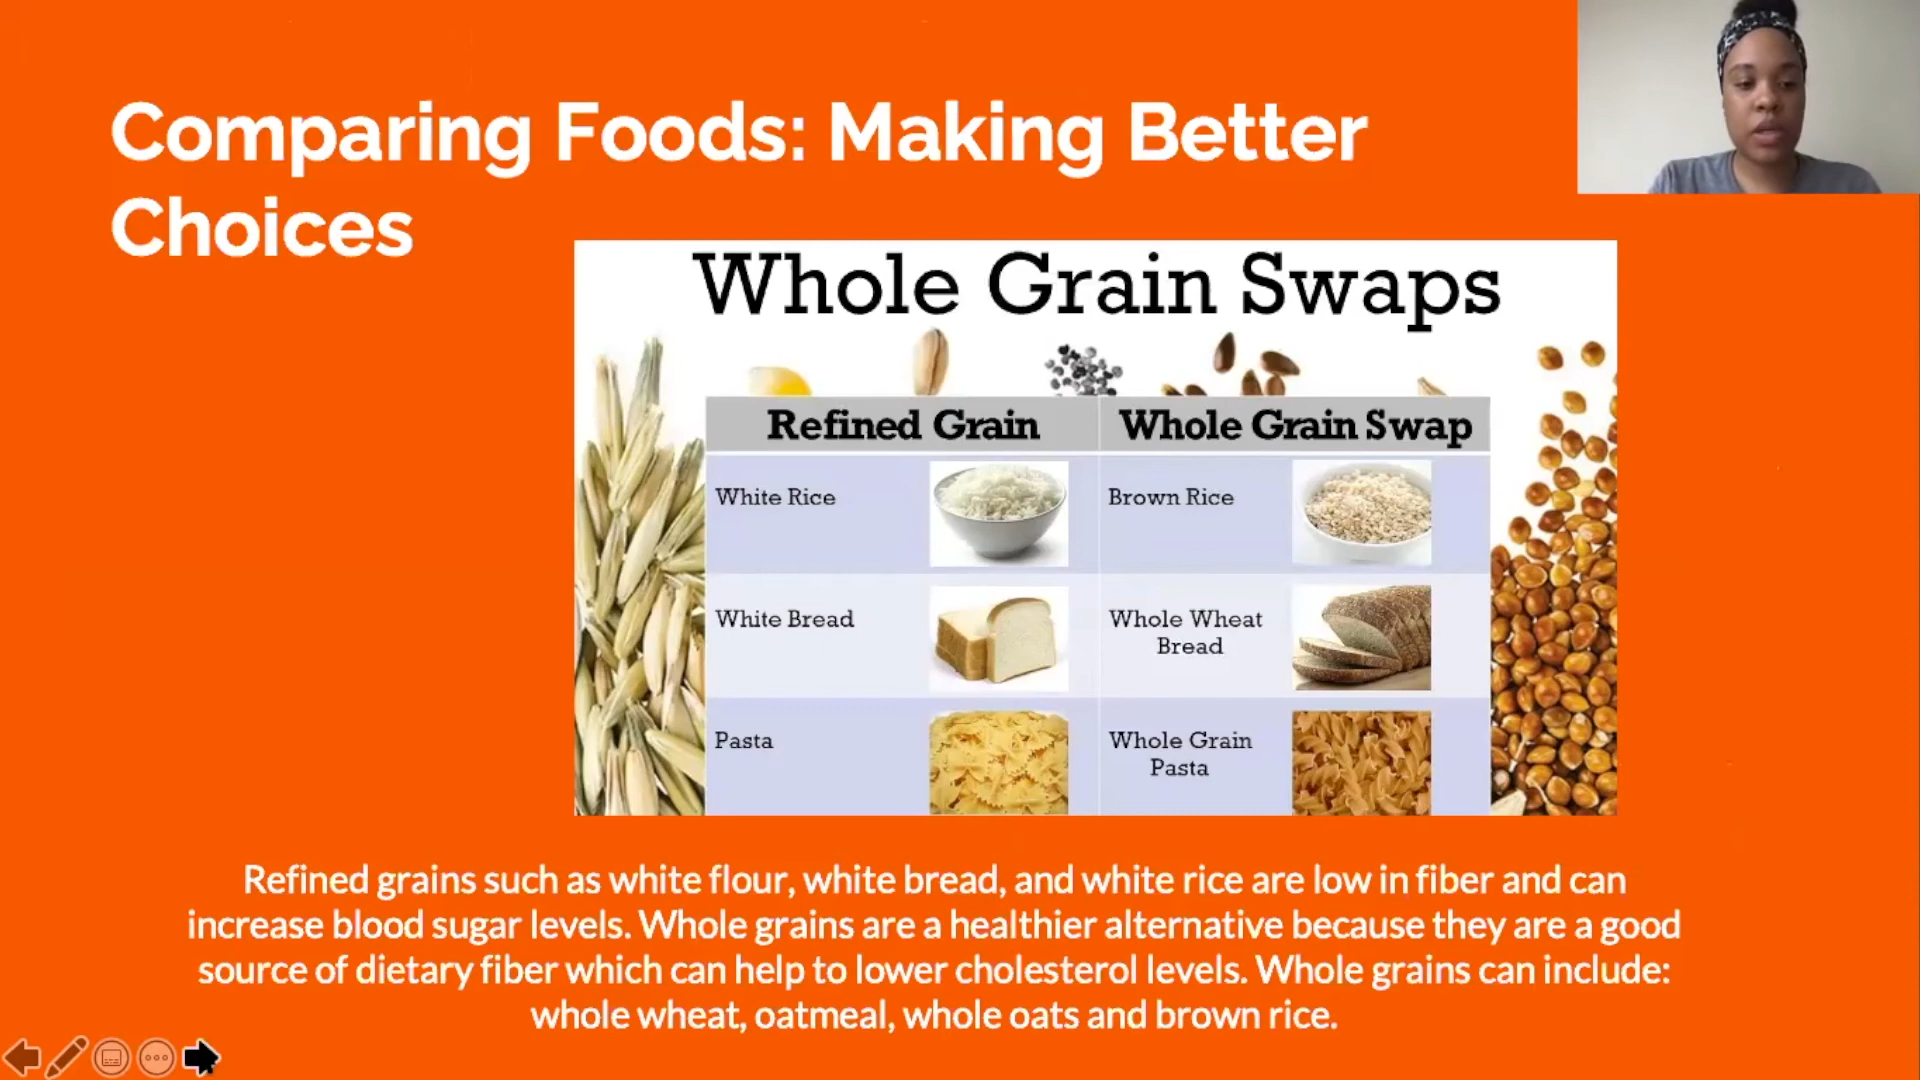 Comparing Foods: Making Better
Choices
Whole Grain Swaps
Refined Grain
Whole Grain Swap
White Rice
Brown Rice
White Bread
Whole Wheat
Bread
Pasta
Whole Grain
Pasta
Refined grains such as white flour, white bread, and white rice are low in fiber and can
increase blood sugar levels. Whole grains are a healthier alternative because they are a good
source of dietary fiber which can help to lower cholesterol levels. Whole grains can include:
whole wheat, oatmeal, whole oats and brown rice.